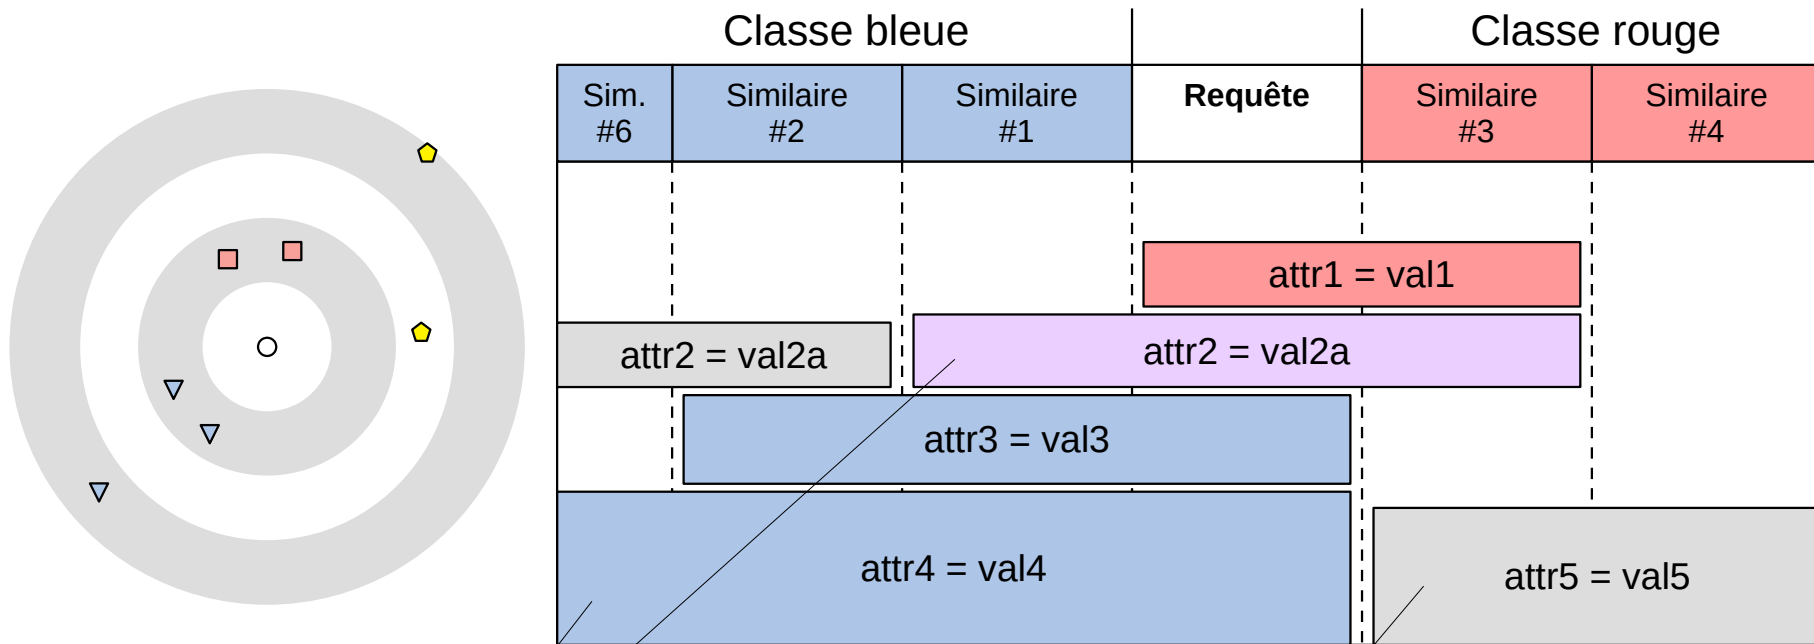 Classe bleue
Classe rouge
Sim.
#6
Similaire
#2
Similaire
#1
Requête
Similaire
#3
Similaire
#4
attr1 = val1
attr2 = val2a
attr2 = val2a
attr3 = val3
attr4 = val4
attr5 = val5